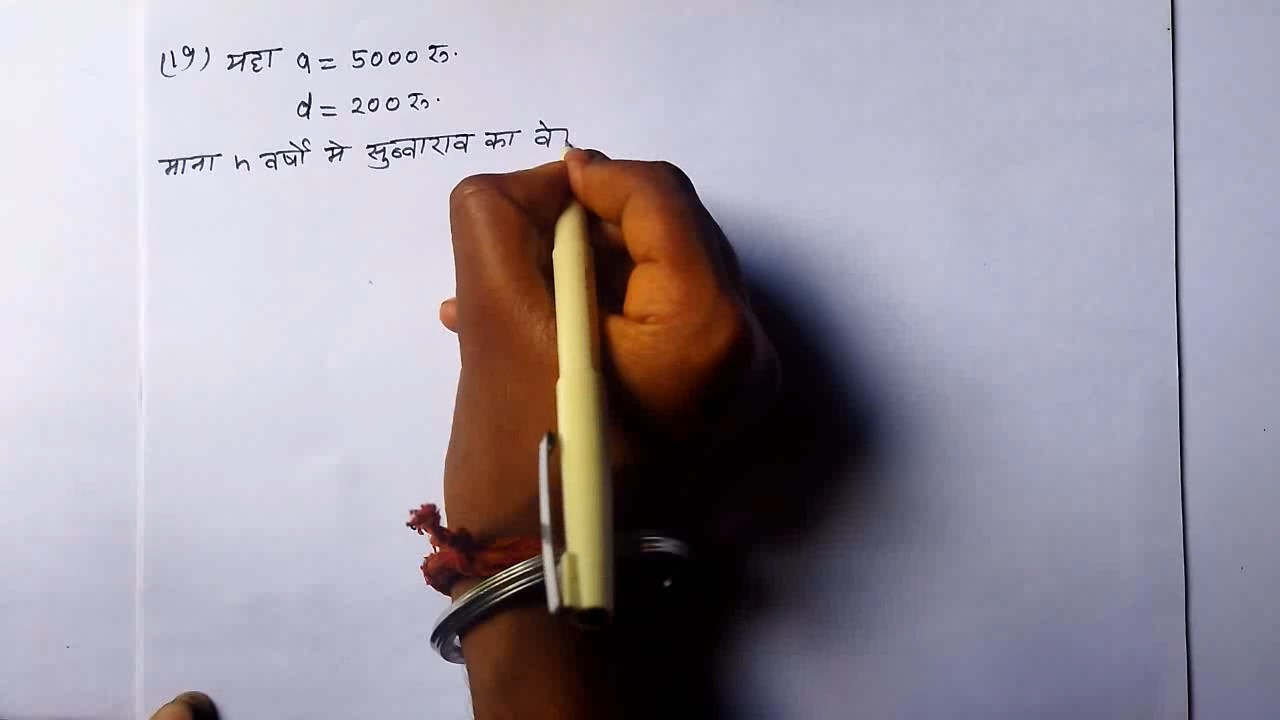 (19) यहा a = 5000 रु.
d = 200 रु.
माना n वर्षो मे सुब्बाराव का